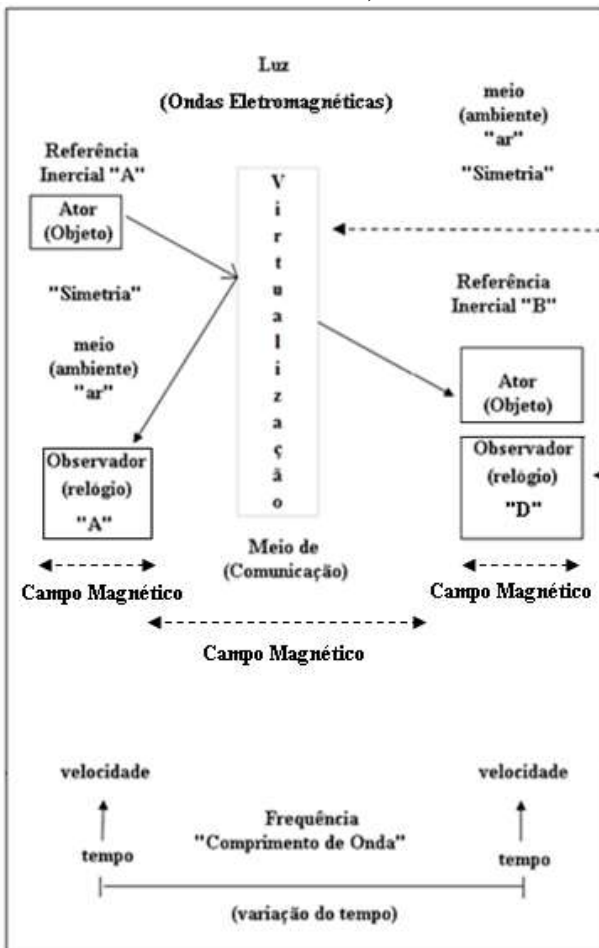 Luz
(Ondas Eletromagnéticas)
meio
(ambiente)
"ar"
"Simetria"
Referência
Inercial "A"
Ator
(Objeto)
"Simetria"
meio
(ambiente)
"ar"
Observador
(relógio)
"A"
V
i
r
t
u
a
l
i
z
a
ç
ã
o
Meio de
(Comunicação)
Referência
Inercial "B"
Ator
(Objeto)
Observador
(relógio)
"D"
Campo Magnético
Campo Magnético
Campo Magnético
velocidade
tempo
Frequência
"Comprimento de Onda"
velocidade
tempo
(variação do tempo)